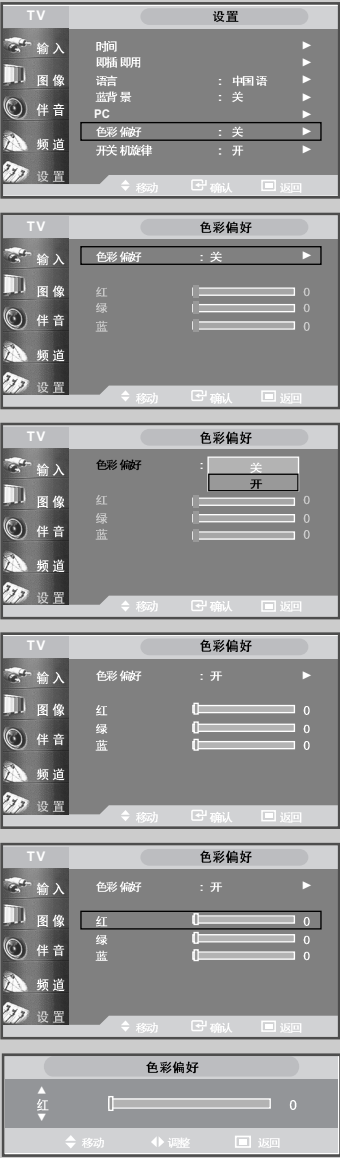 TV 设置
输入
图像
伴音
频道
设置
时间 ▶
即插即用 ▶
语言 : 中国语 ▶
蓝背景 : 关 ▶
PC ▶
色彩偏好 : 关 ▶
开关机旋律 : 开 ▶
移动 确认 返回
TV 色彩偏好
输入
图像
伴音
频道
设置
色彩偏好 : 关 ▶
红 0
绿 0
蓝 0
移动 确认 返回
TV 色彩偏好
输入
图像
伴音
频道
设置
色彩偏好 : 关
开
红 0
绿 0
蓝 0
移动 确认 返回
TV 色彩偏好
输入
图像
伴音
频道
设置
色彩偏好 : 开 ▶
红 0
绿 0
蓝 0
移动 确认 返回
TV 色彩偏好
输入
图像
伴音
频道
设置
色彩偏好 : 开 ▶
红 0
绿 0
蓝 0
移动 确认 返回
色彩偏好
▲
红 0
▼
移动 调整 返回